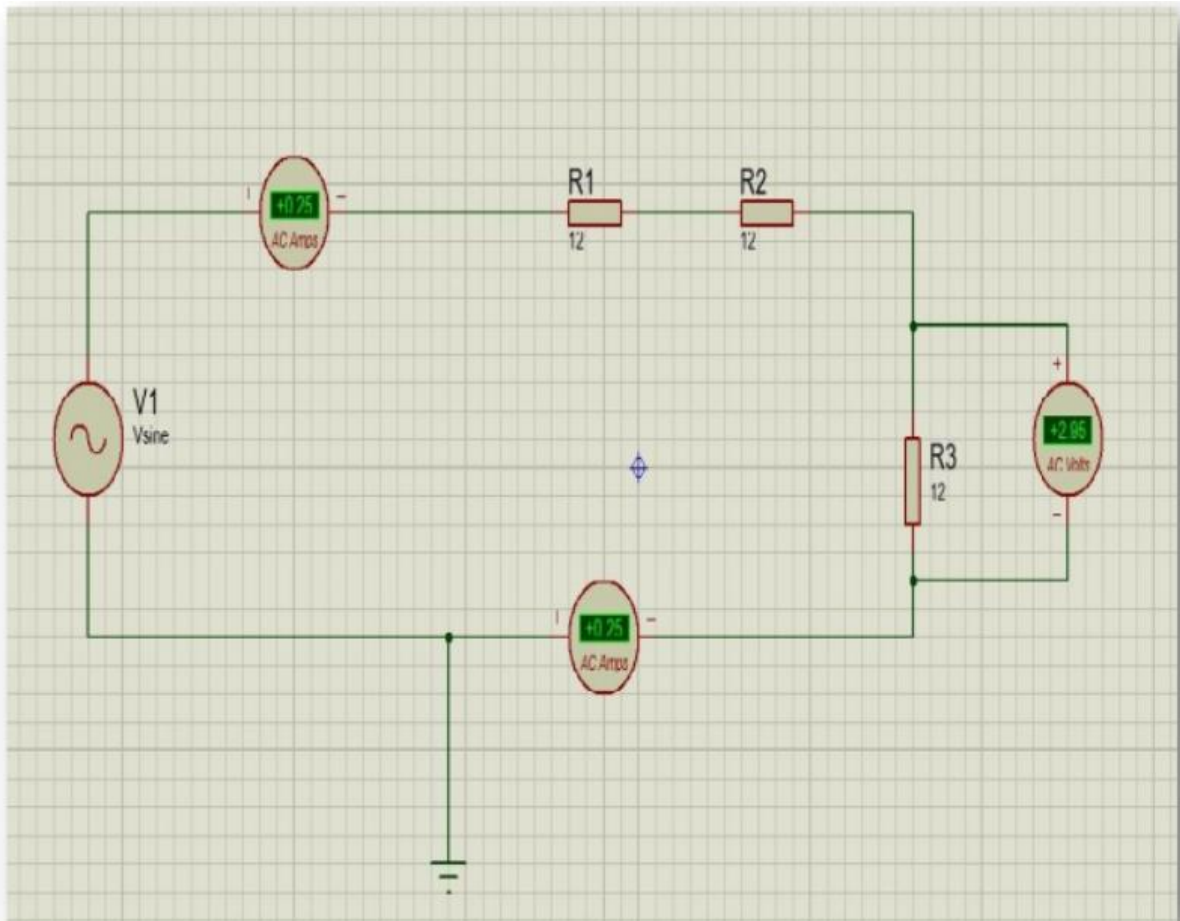 R1
R2
+0.25
AC Amps
12
12
V1
Vsine
+
+2.95
AC Volts
R3
12
+0.25
AC Amps